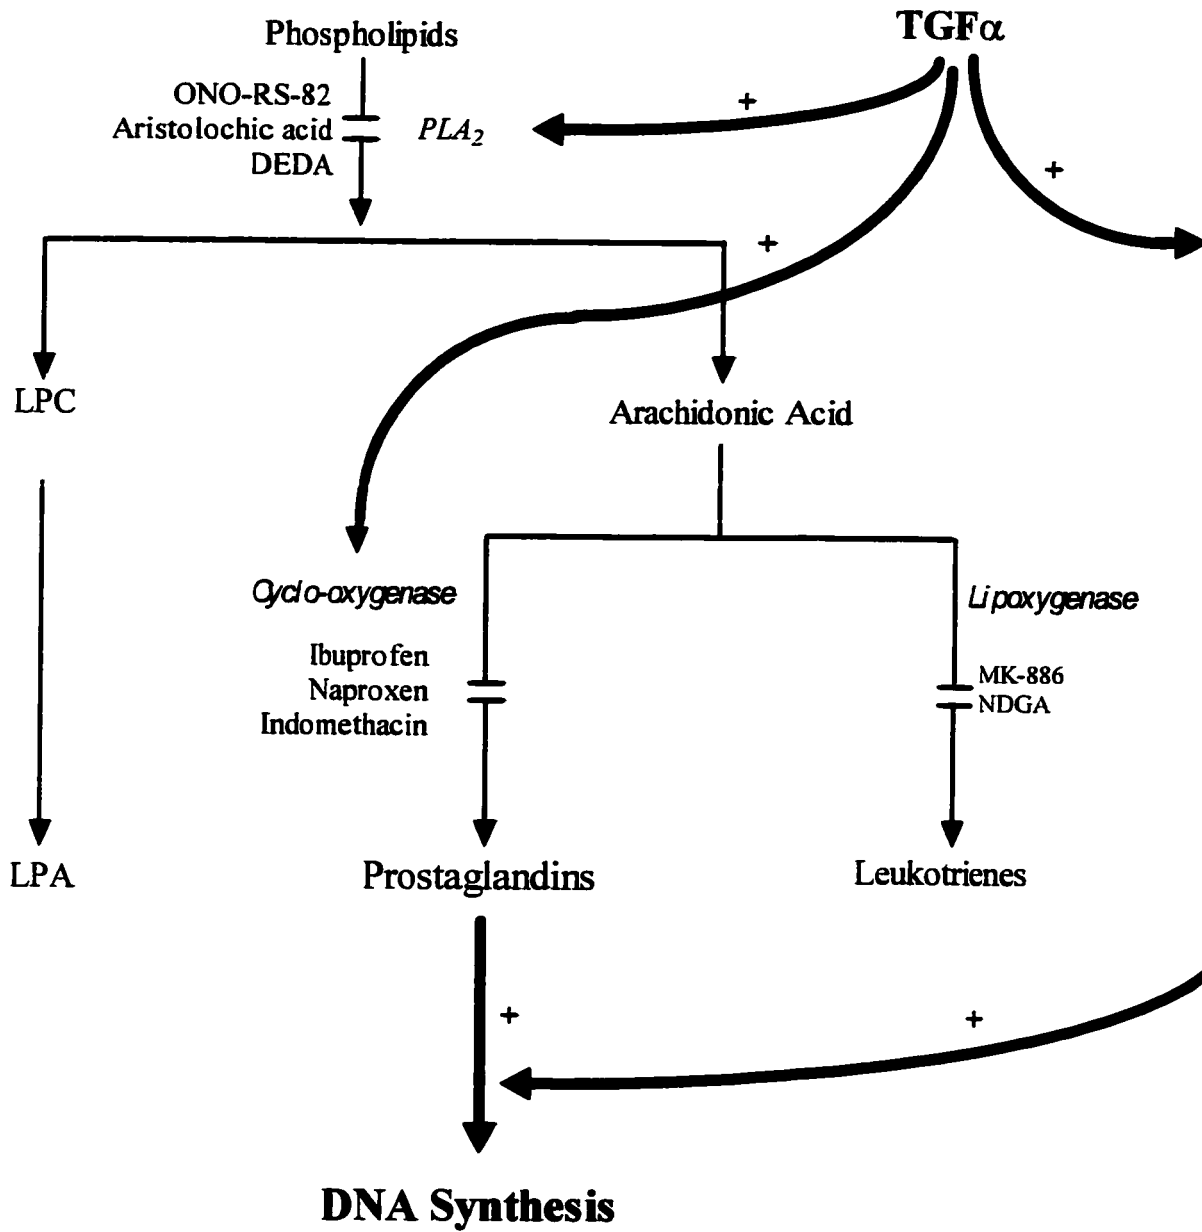 Phospholipids
TGFα
ONO-RS-82
Aristolochic acid
DEDA
PLA2
+
+
+
LPC
Arachidonic Acid
Cyclo-oxygenase
Lipoxygenase
Ibuprofen
Naproxen
Indomethacin
MK-886
NDGA
LPA
Prostaglandins
Leukotrienes
+
+
DNA Synthesis